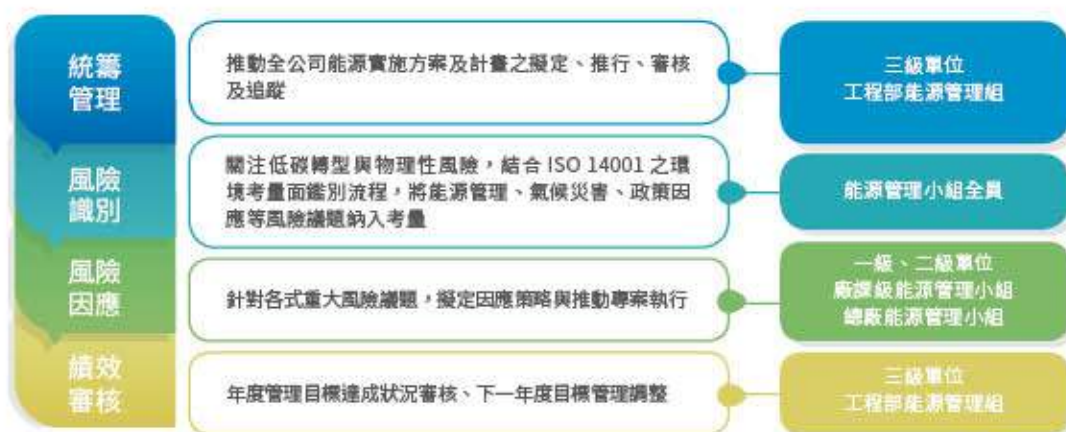 統籌
管理
推動全公司能源實施方案及計畫之擬定、推行、審核
及追蹤
三級單位
工程部能源管理組
風險
識別
關注低碳轉型與物理性風險，結合 ISO 14001 之環
境考量面鑑別流程，將能源管理、氣候災害、政策因
應等風險議題納入考量
能源管理小組全員
風險
因應
針對各式重大風險議題，擬定因應策略與推動專案執行
一級、二級單位
廠課級能源管理小組
總廠能源管理小組
績效
審核
年度管理目標達成狀況審核、下一年度目標管理調整
三級單位
工程部能源管理組